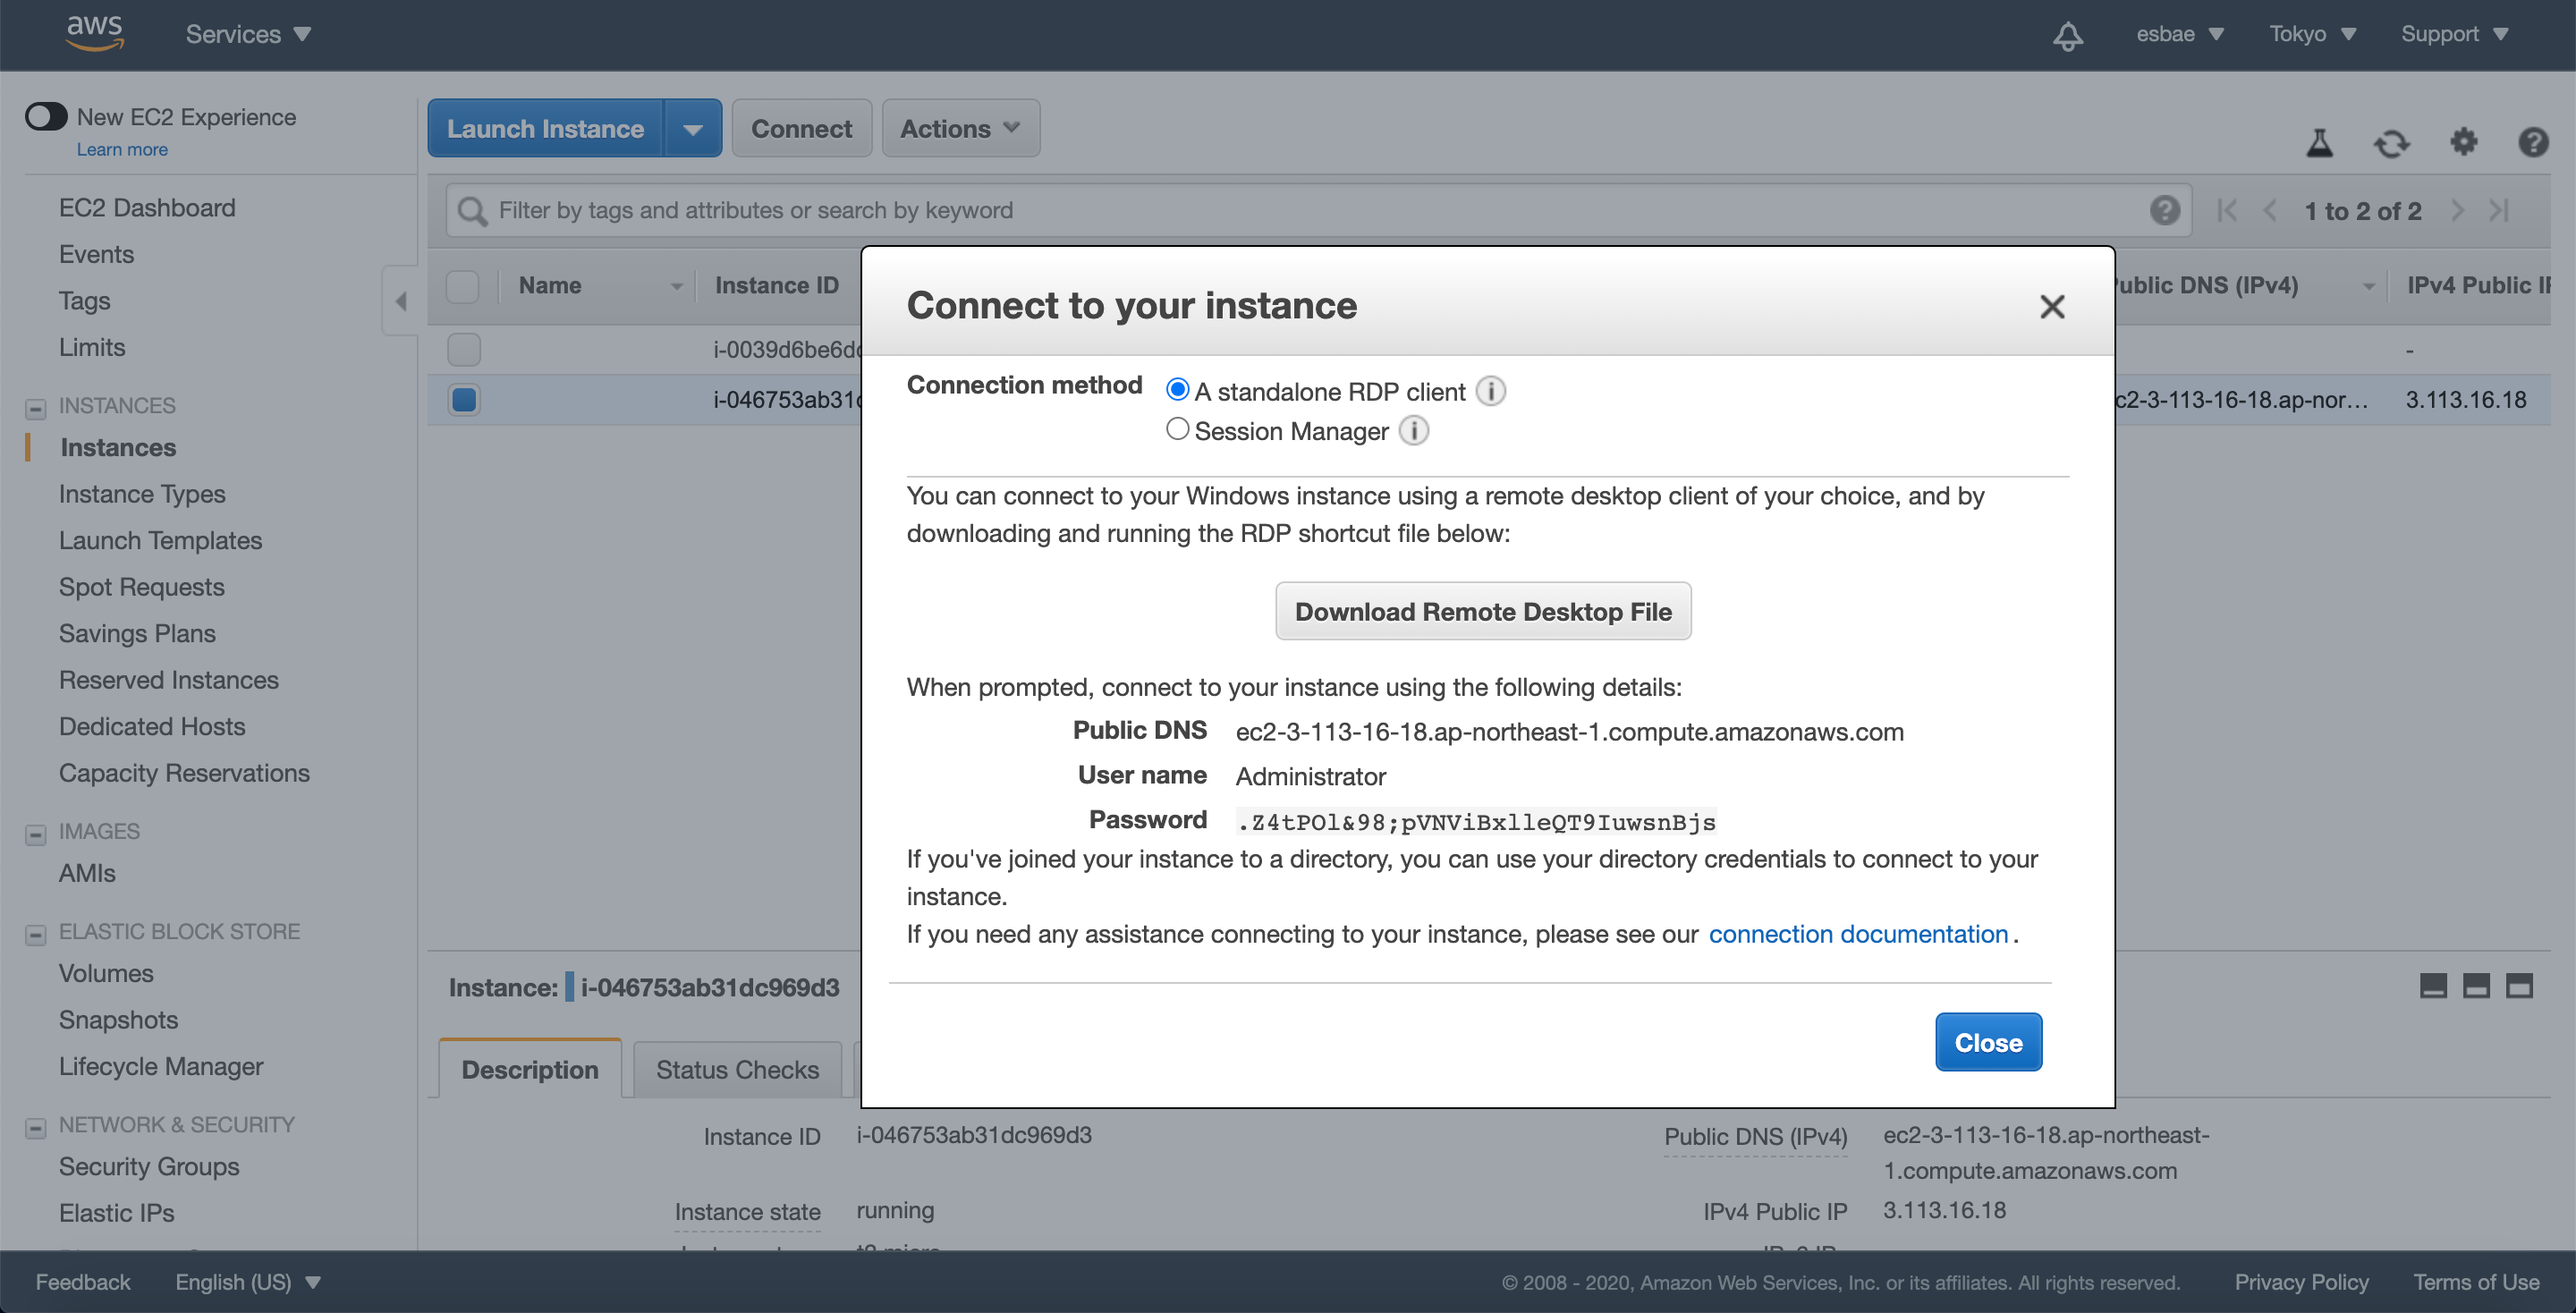 aws
Services
esbae
Tokyo
Support
New EC2 Experience
Learn more
EC2 Dashboard
Events
Tags
Limits
INSTANCES
Instances
Instance Types
Launch Templates
Spot Requests
Savings Plans
Reserved Instances
Dedicated Hosts
Capacity Reservations
IMAGES
AMIs
ELASTIC BLOCK STORE
Volumes
Snapshots
Lifecycle Manager
NETWORK & SECURITY
Security Groups
Elastic IPs
Launch Instance
Connect
Actions
Filter by tags and attributes or search by keyword
1 to 2 of 2
Name
Instance ID
Public DNS (IPv4)
IPv4 Public IP
i-0039d6be6dc
-
i-046753ab31c
ec2-3-113-16-18.ap-nor...
3.113.16.18
Connect to your instance
Connection method
A standalone RDP client
Session Manager
You can connect to your Windows instance using a remote desktop client of your choice, and by
downloading and running the RDP shortcut file below:
Download Remote Desktop File
When prompted, connect to your instance using the following details:
Public DNS ec2-3-113-16-18.ap-northeast-1.compute.amazonaws.com
User name Administrator
Password .Z4tPOl&98;pVNViBxlleQT9IuwsnBjs
If you've joined your instance to a directory, you can use your directory credentials to connect to your
instance.
If you need any assistance connecting to your instance, please see our connection documentation .
Close
Instance: i-046753ab31dc969d3
Description
Status Checks
Instance ID i-046753ab31dc969d3
Public DNS (IPv4) ec2-3-113-16-18.ap-northeast-
1.compute.amazonaws.com
Instance state running
IPv4 Public IP 3.113.16.18
Feedback
English (US)
© 2008 - 2020, Amazon Web Services, Inc. or its affiliates. All rights reserved.
Privacy Policy
Terms of Use